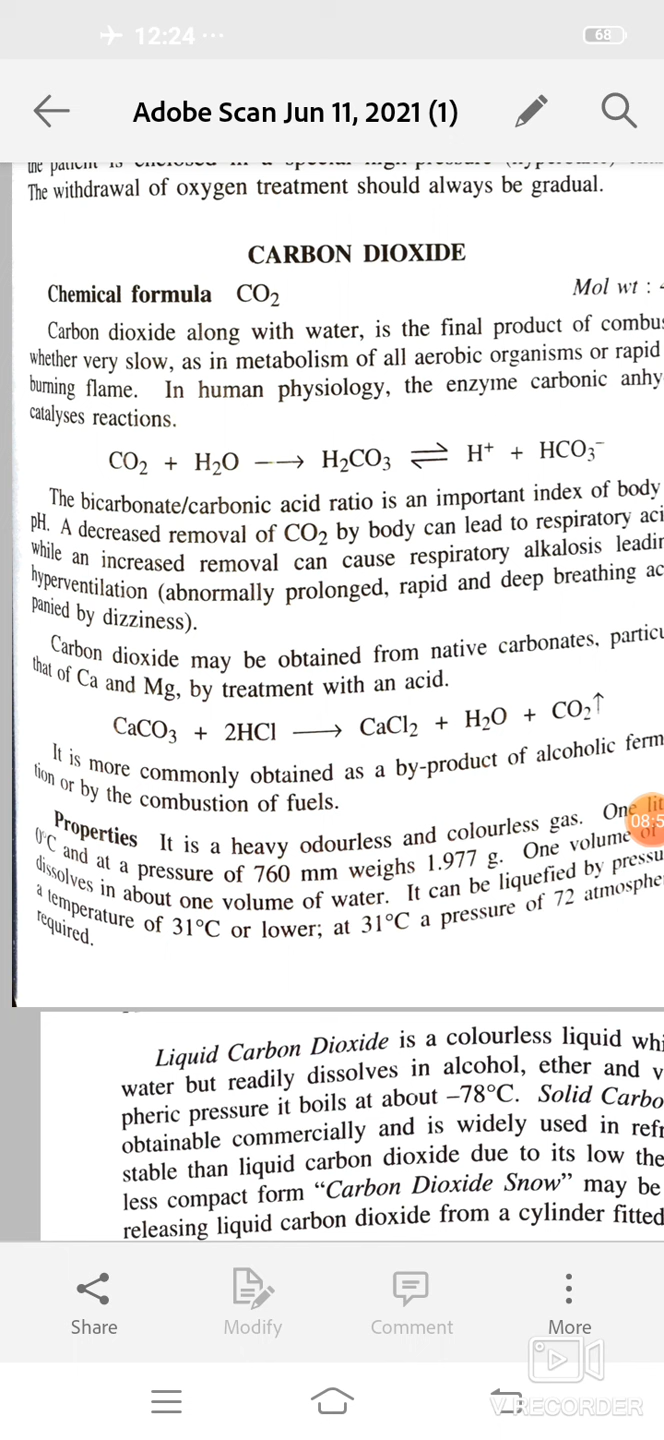 12:24 ...
68
Adobe Scan Jun 11, 2021 (1)
the patient is enclosed in a special high pressure
The withdrawal of oxygen treatment should always be gradual.
CARBON DIOXIDE
Chemical formula CO₂ Mol wt :
Carbon dioxide along with water, is the final product of combus
whether very slow, as in metabolism of all aerobic organisms or rapid
burning flame. In human physiology, the enzyme carbonic anhy
catalyses reactions.
CO₂ + H₂O --→ H₂CO₃ ⇌ H⁺ + HCO₃⁻
The bicarbonate/carbonic acid ratio is an important index of body
pH. A decreased removal of CO₂ by body can lead to respiratory aci
while an increased removal can cause respiratory alkalosis leadin
hyperventilation (abnormally prolonged, rapid and deep breathing ac
panied by dizziness).
Carbon dioxide may be obtained from native carbonates, particu
that of Ca and Mg, by treatment with an acid.
CaCO₃ + 2HCl ⟶ CaCl₂ + H₂O + CO₂↑
It is more commonly obtained as a by-product of alcoholic ferm
tion or by the combustion of fuels.
Properties It is a heavy odourless and colourless gas. One lit
0°C and at a pressure of 760 mm weighs 1.977 g. One volume of
08:5
dissolves in about one volume of water. It can be liquefied by pressu
a temperature of 31°C or lower; at 31°C a pressure of 72 atmosphe
required.
Liquid Carbon Dioxide is a colourless liquid whi
water but readily dissolves in alcohol, ether and v
pheric pressure it boils at about –78°C. Solid Carbo
obtainable commercially and is widely used in refr
stable than liquid carbon dioxide due to its low the
less compact form “Carbon Dioxide Snow” may be
releasing liquid carbon dioxide from a cylinder fitted
Share Modify Comment More
V RECORDER